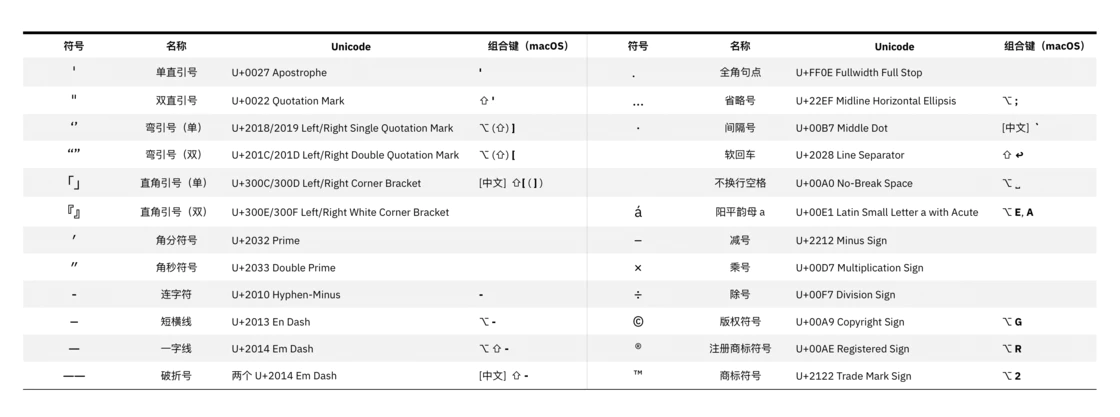 符号 名称 Unicode 组合键（macOS） 符号 名称 Unicode 组合键（macOS）
' 单直引号 U+0027 Apostrophe ' ． 全角句点 U+FF0E Fullwidth Full Stop
" 双直引号 U+0022 Quotation Mark ⇧ ' … 省略号 U+22EF Midline Horizontal Ellipsis ⌥ ;
‘’ 弯引号（单） U+2018/2019 Left/Right Single Quotation Mark ⌥ (⇧) ] · 间隔号 U+00B7 Middle Dot [中文] `
“” 弯引号（双） U+201C/201D Left/Right Double Quotation Mark ⌥ (⇧) [ 软回车 U+2028 Line Separator ⇧ ↩
「」 直角引号（单） U+300C/300D Left/Right Corner Bracket [中文] ⇧[ ( ] ) 不换行空格 U+00A0 No-Break Space ⌥ ␣
『』 直角引号（双） U+300E/300F Left/Right White Corner Bracket á 阳平韵母 a U+00E1 Latin Small Letter a with Acute ⌥ E, A
′ 角分符号 U+2032 Prime − 减号 U+2212 Minus Sign
″ 角秒符号 U+2033 Double Prime × 乘号 U+00D7 Multiplication Sign
- 连字符 U+2010 Hyphen-Minus - ÷ 除号 U+00F7 Division Sign
– 短横线 U+2013 En Dash ⌥ - © 版权符号 U+00A9 Copyright Sign ⌥ G
— 一字线 U+2014 Em Dash ⌥ ⇧ - ® 注册商标符号 U+00AE Registered Sign ⌥ R
—— 破折号 两个 U+2014 Em Dash [中文] ⇧ - ™ 商标符号 U+2122 Trade Mark Sign ⌥ 2